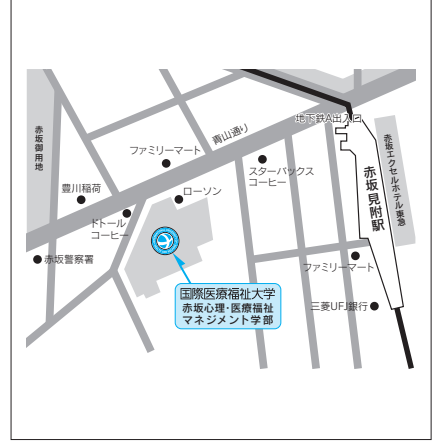 地下鉄A出入口
赤坂御用地
青山通り
赤坂エクセルホテル東急
ファミリーマート
スターバックス
コーヒー
赤坂見附駅
豊川稲荷
ローソン
ドトール
コーヒー
赤坂警察署
ファミリーマート
国際医療福祉大学
赤坂心理・医療福祉
マネジメント学部
三菱UFJ銀行